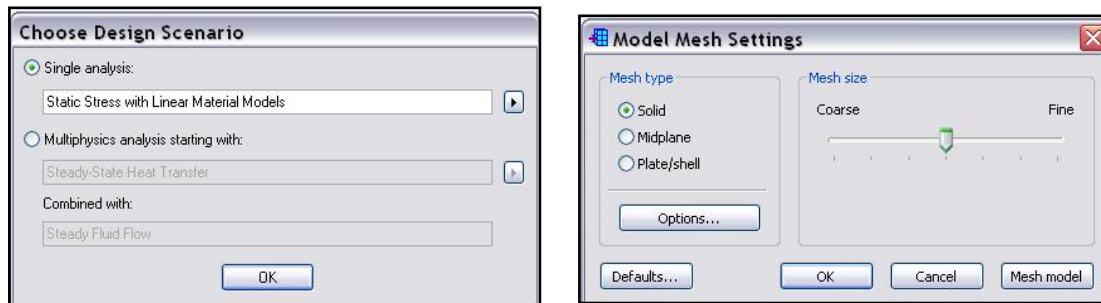 Choose Design Scenario
Single analysis:
Static Stress with Linear Material Models
Multiphysics analysis starting with:
Steady-State Heat Transfer
Combined with:
Steady Fluid Flow
OK
Model Mesh Settings
Mesh type
Solid
Midplane
Plate/shell
Options...
Mesh size
Coarse Fine
Defaults... OK Cancel Mesh model